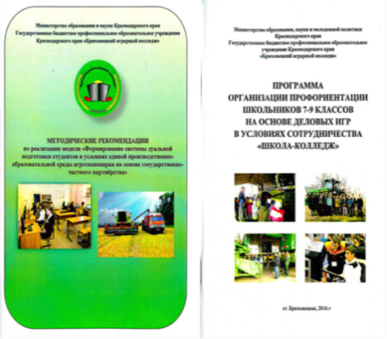 Министерство образования и науки Краснодарского края
Государственное бюджетное профессиональное образовательное учреждение
Краснодарского края «Брюховецкий аграрный колледж»
МЕТОДИЧЕСКИЕ РЕКОМЕНДАЦИИ
по реализации модели «Формирование системы дуальной
подготовки студентов в условиях единой производственно-
образовательной среды агротехнопарка на основе государственно-
частного партнёрства»
Министерство образования, науки и молодежной политики
Краснодарского края
Государственное бюджетное профессиональное образовательное
учреждение Краснодарского края
«Брюховецкий аграрный колледж»
ПРОГРАММА
ОРГАНИЗАЦИИ ПРОФОРИЕНТАЦИИ
ШКОЛЬНИКОВ 7-9 КЛАССОВ
НА ОСНОВЕ ДЕЛОВЫХ ИГР
В УСЛОВИЯХ СОТРУДНИЧЕСТВА
«ШКОЛА-КОЛЛЕДЖ»
ст. Брюховецкая, 2016 г